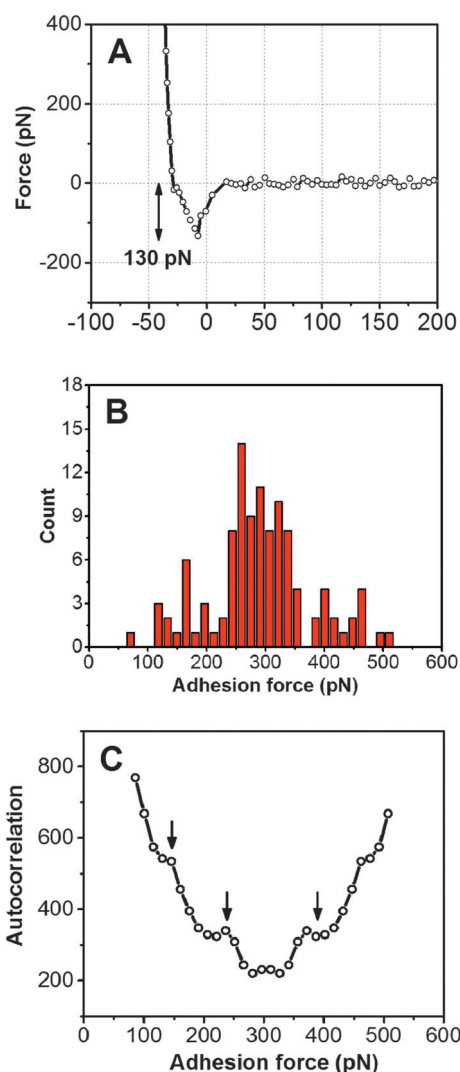 A
Force (pN)
400
200
0
-200
130 pN
-100 -50 0 50 100 150 200
B
Count
18
15
12
9
6
3
0
0 100 200 300 400 500 600
Adhesion force (pN)
C
Autocorrelation
800
600
400
200
0 100 200 300 400 500 600
Adhesion force (pN)